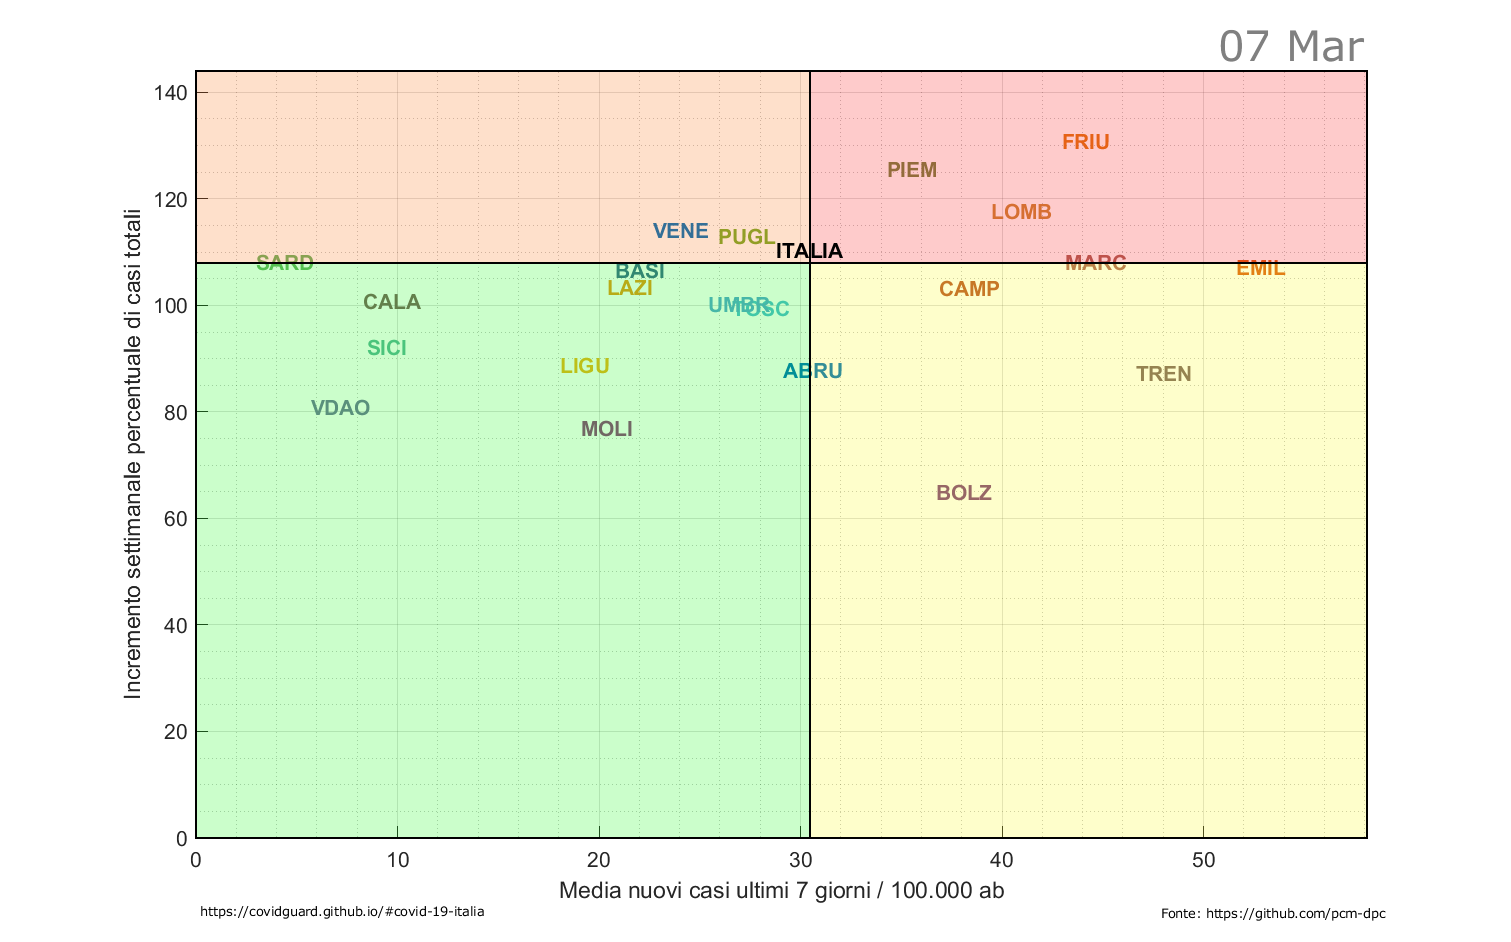 07 Mar
Incremento settimanale percentuale di casi totali
140
120
100
80
60
40
20
0
FRIU
PIEM
LOMB
VENE
PUGL
ITALIA
SARD
MARC
BASI
EMIL
LAZI
CAMP
CALA
UMBR
TOSC
SICI
LIGU
ABRU
TREN
VDAO
MOLI
BOLZ
0 10 20 30 40 50
Media nuovi casi ultimi 7 giorni / 100.000 ab
https://covidguard.github.io/#covid-19-italia
Fonte: https://github.com/pcm-dpc